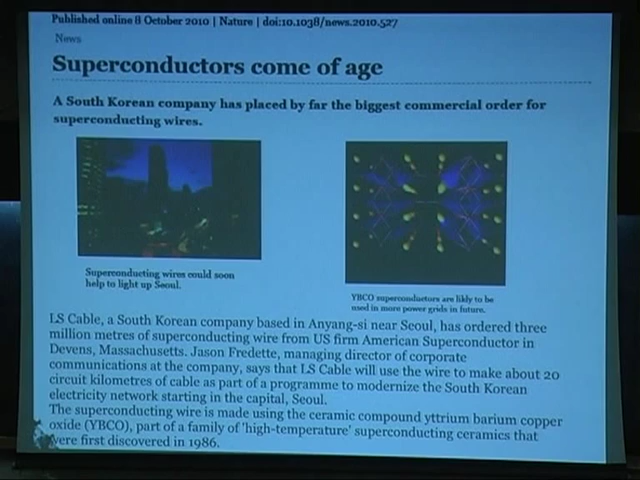 Published online 8 October 2010 | Nature | doi:10.1038/news.2010.527
News
Superconductors come of age
A South Korean company has placed by far the biggest commercial order for
superconducting wires.
Superconducting wires could soon
help to light up Seoul.
YBCO superconductors are likely to be
used in more power grids in future.
LS Cable, a South Korean company based in Anyang-si near Seoul, has ordered three
million metres of superconducting wire from US firm American Superconductor in
Devens, Massachusetts. Jason Fredette, managing director of corporate
communications at the company, says that LS Cable will use the wire to make about 20
circuit kilometres of cable as part of a programme to modernize the South Korean
electricity network starting in the capital, Seoul.
The superconducting wire is made using the ceramic compound yttrium barium copper
oxide (YBCO), part of a family of 'high-temperature' superconducting ceramics that
were first discovered in 1986.